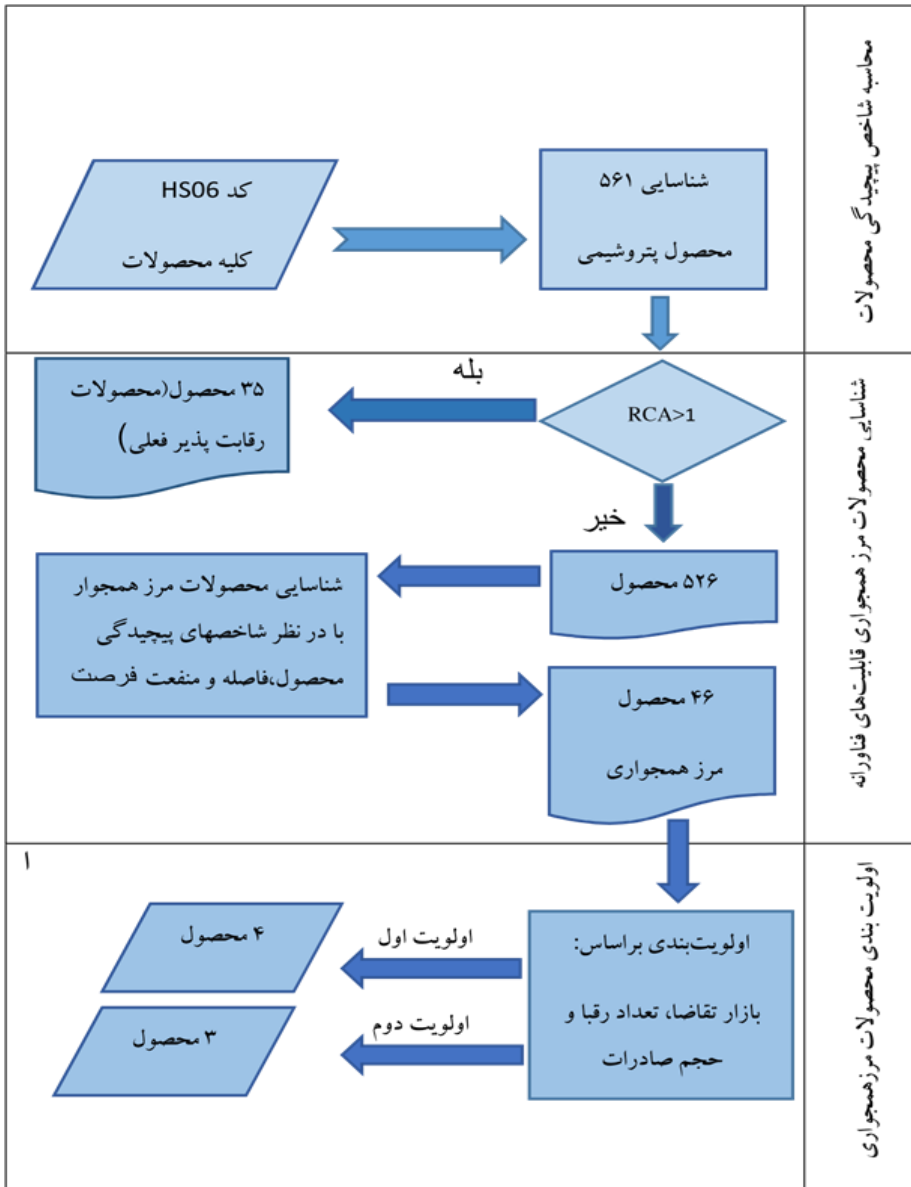 محاسبه شاخص پیچیدگی محصولات
کد HS06
کلیه محصولات
شناسایی ۵۶۱
محصول پتروشیمی
شناسایی محصولات مرز همجواری قابلیت‌های فناورانه
RCA>1
بله
۳۵ محصول(محصولات
رقابت پذیر فعلی)
خیر
۵۲۶ محصول
شناسایی محصولات مرز همجوار
با در نظر شاخصهای پیچیدگی
محصول،فاصله و منفعت فرصت
۴۶ محصول
مرز همجواری
اولویت بندی محصولات مرزهمجواری
ا
اولویت‌بندی براساس:
بازار تقاضا، تعداد رقبا و
حجم صادرات
اولویت اول
۴ محصول
اولویت دوم
۳ محصول